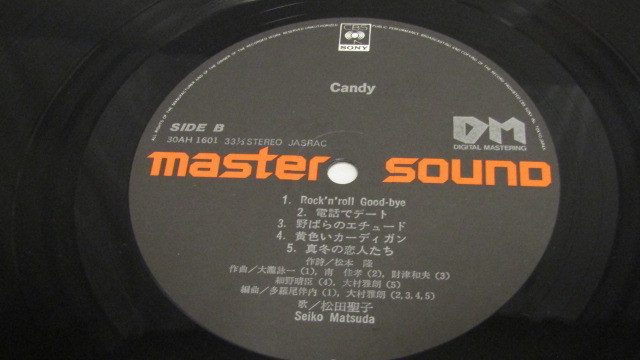 CBS
SONY
Candy
SIDE B
30AH 1601 33⅓ STEREO JASRAC
DM
DIGITAL MASTERING
master sound
1. Rock'n'roll Good-bye
2. 電話でデート
3. 野ばらのエチュード
4. 黄色いカーディガン
5. 真冬の恋人たち
作詩/松本 隆
作曲/大瀧詠一 (1), 南 佳孝 (2), 財津和夫 (3)
細野晴臣 (4), 大村雅朗 (5)
編曲/多羅尾伴内 (1), 大村雅朗 (2,3,4,5)
歌/松田聖子
Seiko Matsuda